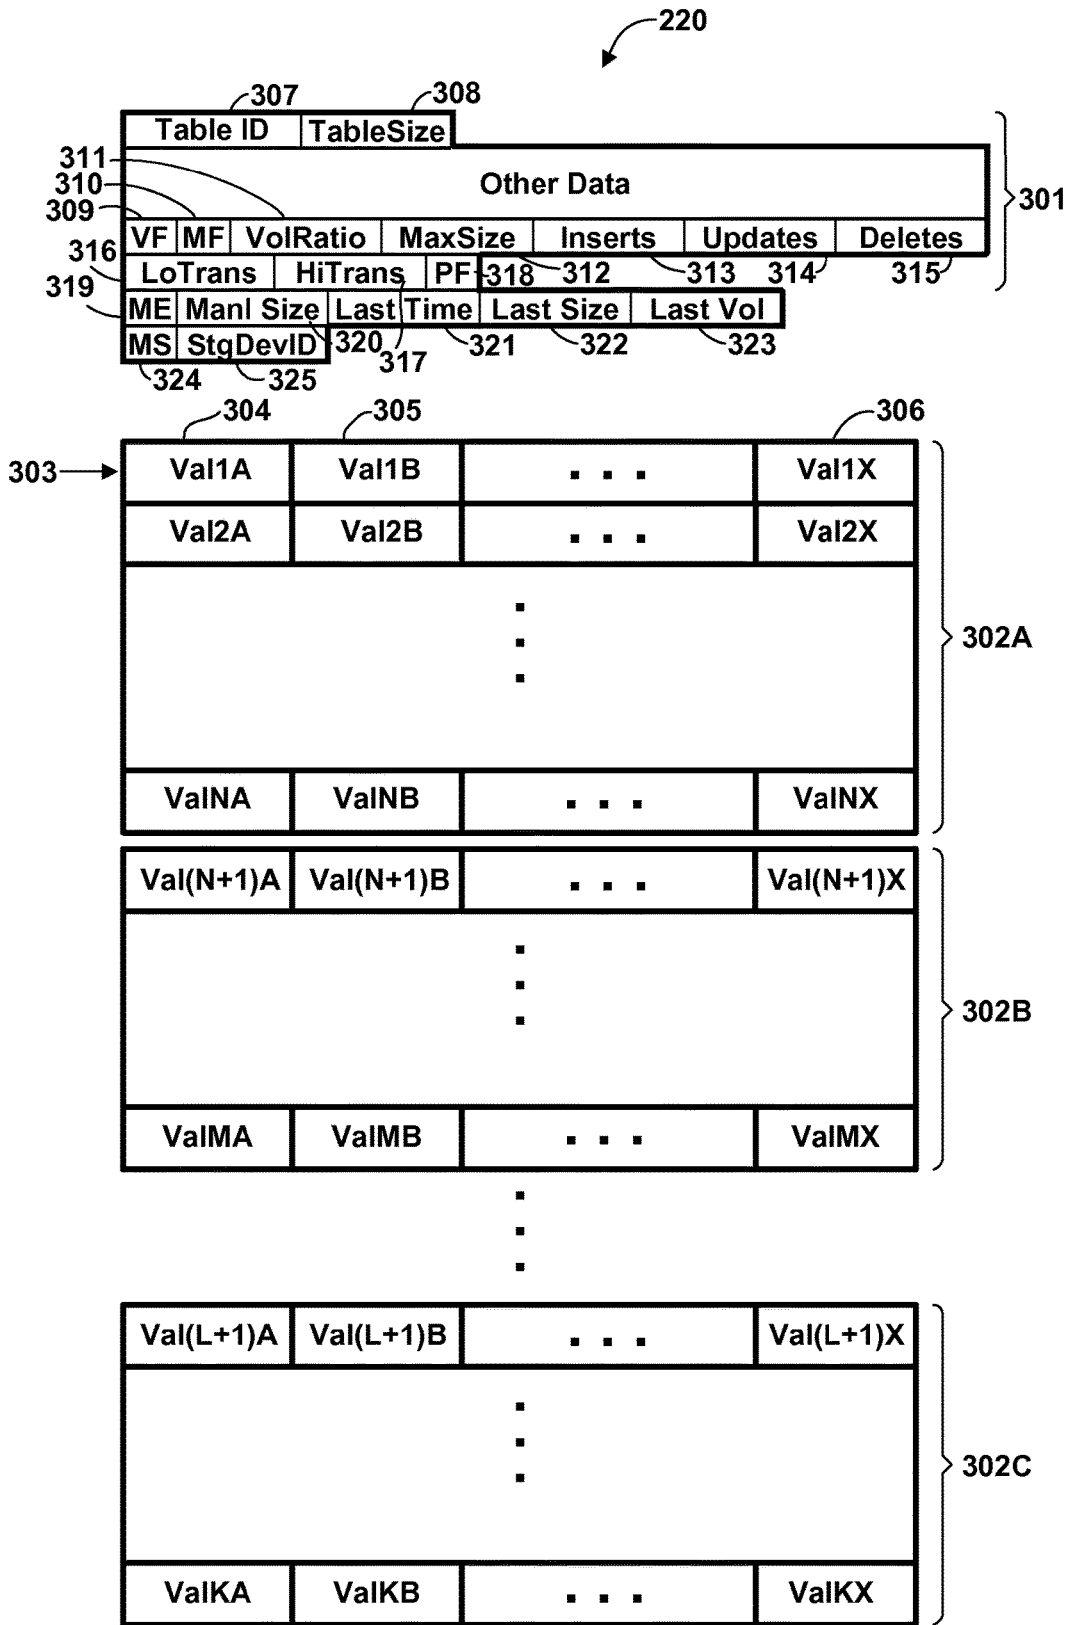 220
307 308
Table ID TableSize
311
Other Data
310
301
309
VF MF VolRatio MaxSize Inserts Updates Deletes
316
LoTrans HiTrans PF 318 312 313 314 315
319
ME Manl Size Last Time Last Size Last Vol
320 321 322 323
MS StgDevID 317
324 325
304 305 306
303 Val1A Val1B . . . Val1X
Val2A Val2B . . . Val2X
.
.
.
302A
ValNA ValNB . . . ValNX
Val(N+1)A Val(N+1)B . . . Val(N+1)X
.
.
.
302B
ValMA ValMB . . . ValMX
.
.
.
Val(L+1)A Val(L+1)B . . . Val(L+1)X
.
.
.
302C
ValKA ValKB . . . ValKX